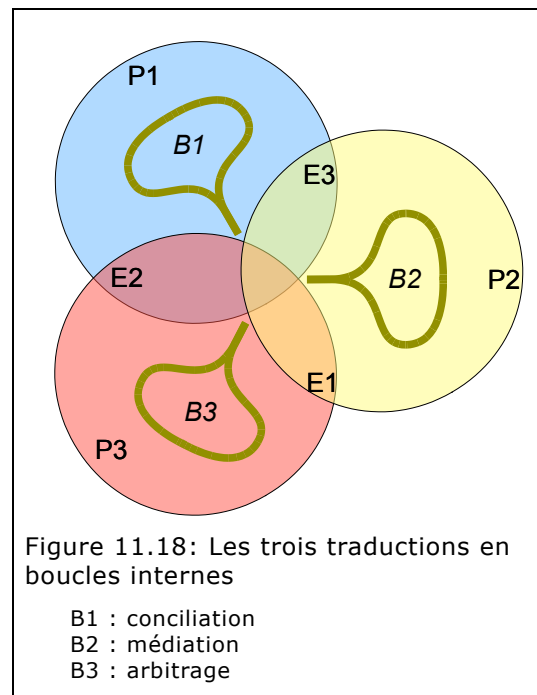 P1
B1
E3
E2
B2
P2
E1
B3
P3
Figure 11.18: Les trois traductions en
boucles internes
B1 : conciliation
B2 : médiation
B3 : arbitrage